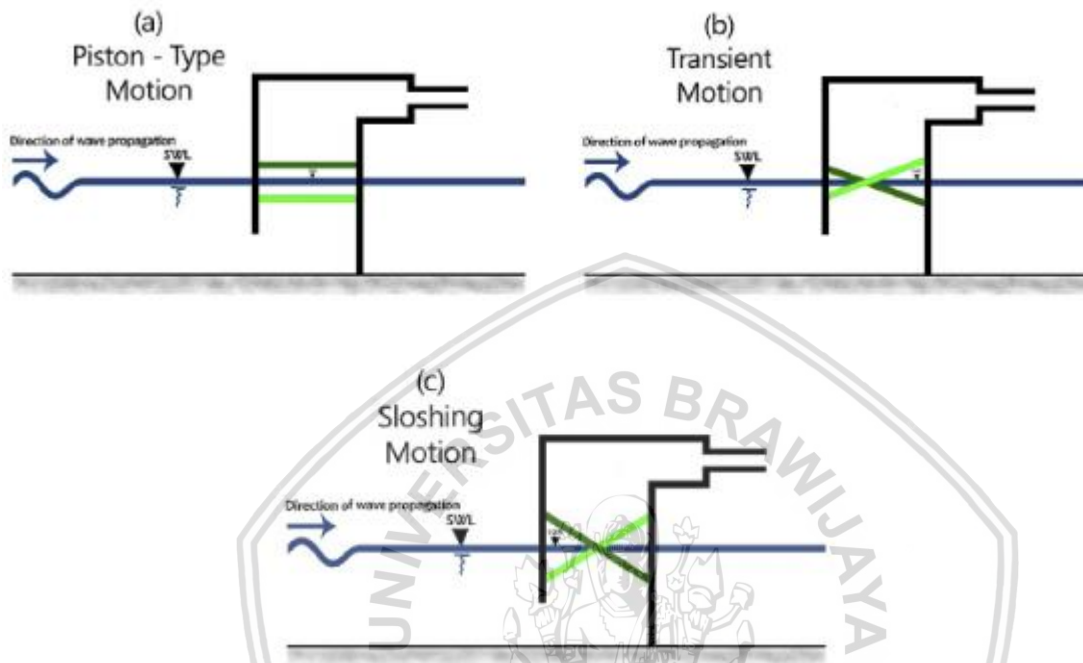 (a)
Piston - Type
Motion
Direction of wave propagation
SWL
(b)
Transient
Motion
Direction of wave propagation
SWL
(c)
Sloshing
Motion
Direction of wave propagation
SWL
UNIVERSITAS BRAWIJAYA